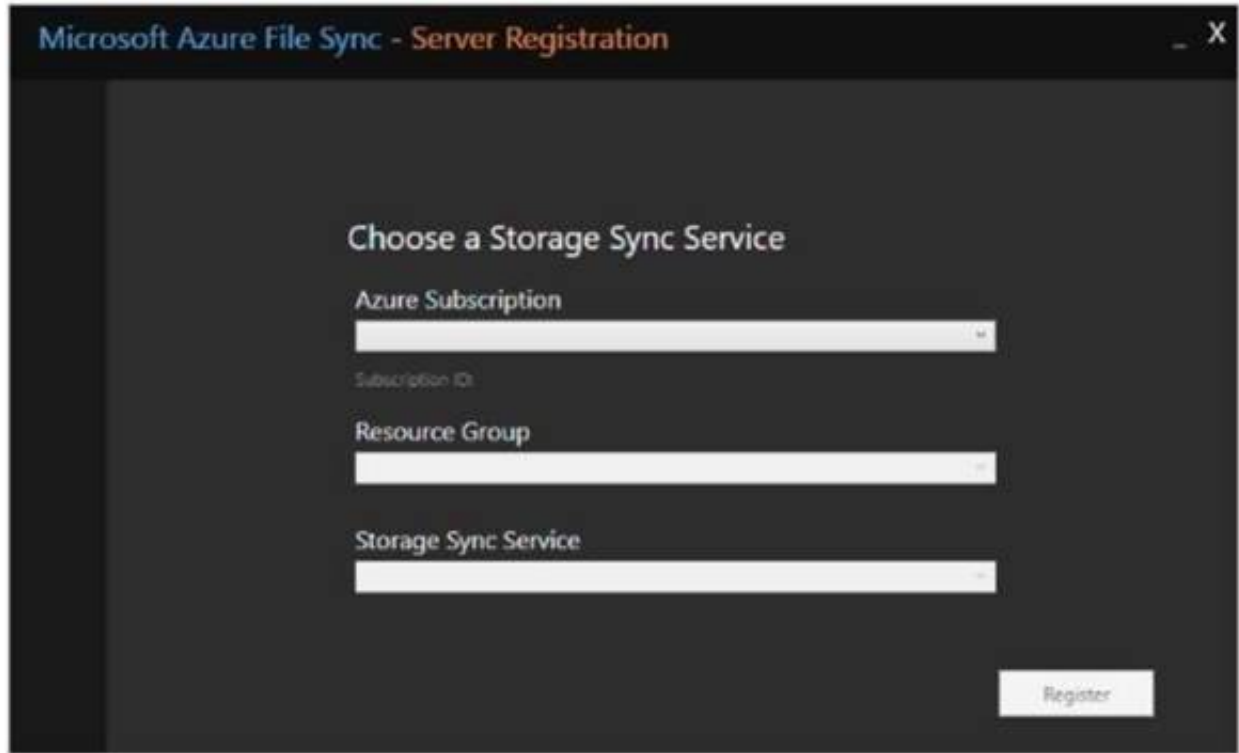 Microsoft Azure File Sync - Server Registration
_ X
Choose a Storage Sync Service
Azure Subscription
Subscription ID:
Resource Group
Storage Sync Service
Register